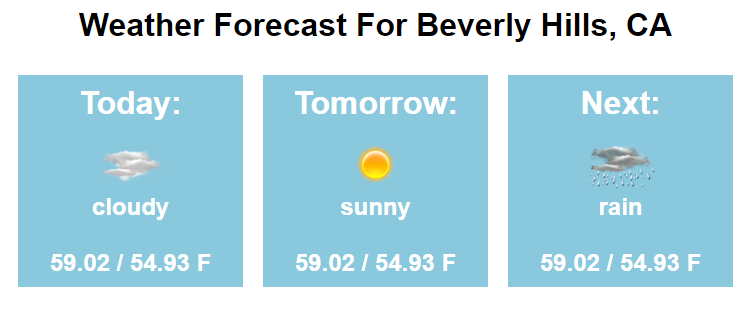 Weather Forecast For Beverly Hills, CA
Today:
cloudy
59.02 / 54.93 F
Tomorrow:
sunny
59.02 / 54.93 F
Next:
rain
59.02 / 54.93 F